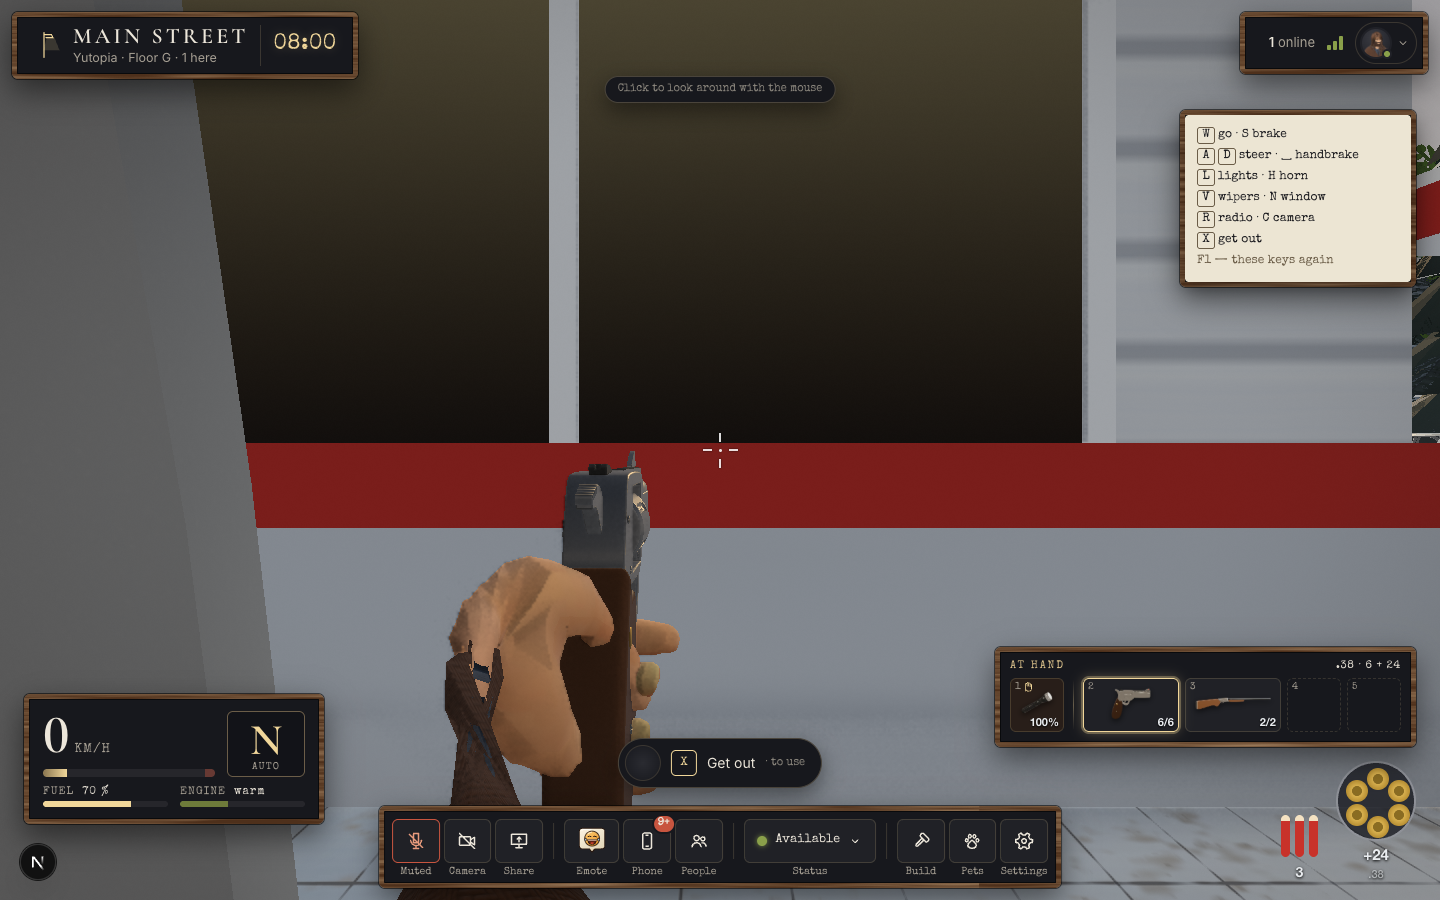 MAIN STREET
Yutopia · Floor G · 1 here
08:00
Click to look around with the mouse
1 online
W go · S brake
A D steer · ⎵ handbrake
L lights · H horn
V wipers · N window
R radio · C camera
X get out
F1 — these keys again
AT HAND
.38 · 6 + 24
1
100%
2
6/6
3
2/2
4
5
0 KM/H
N
AUTO
FUEL 70 %
ENGINE warm
X Get out · to use
9+
Available
Muted
Camera
Share
Emote
Phone
People
Status
Build
Pets
Settings
N
3
+24
.38